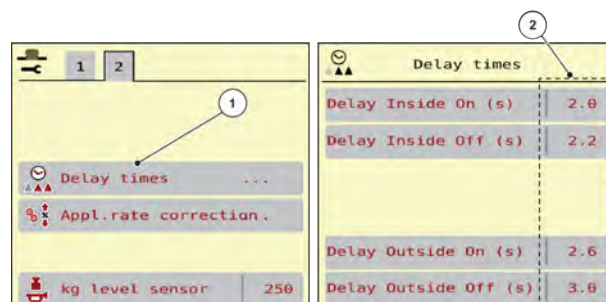 2
1 2
1
Delay times ...
Appl.rate correction.
kg level sensor 250
Delay times
Delay Inside On (s) 2.0
Delay Inside Off (s) 2.2
Delay Outside On (s) 2.6
Delay Outside Off (s) 3.0